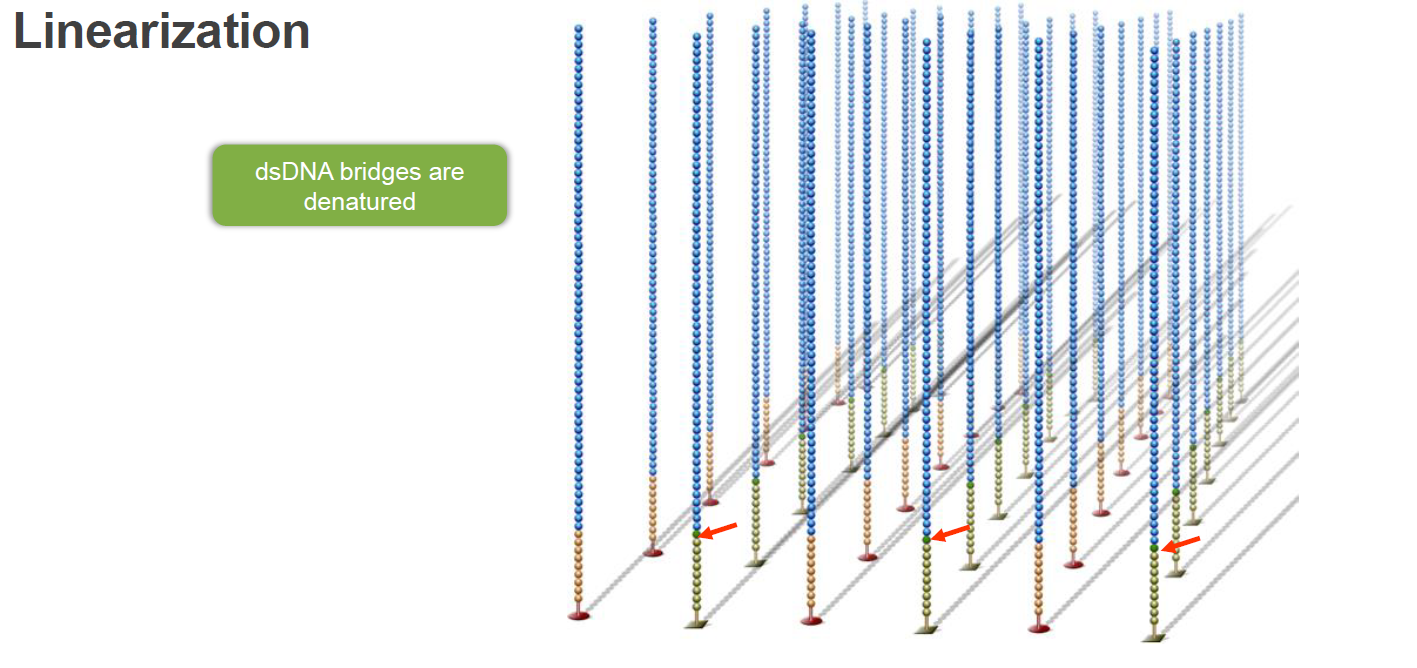 Linearization
dsDNA bridges are
denatured